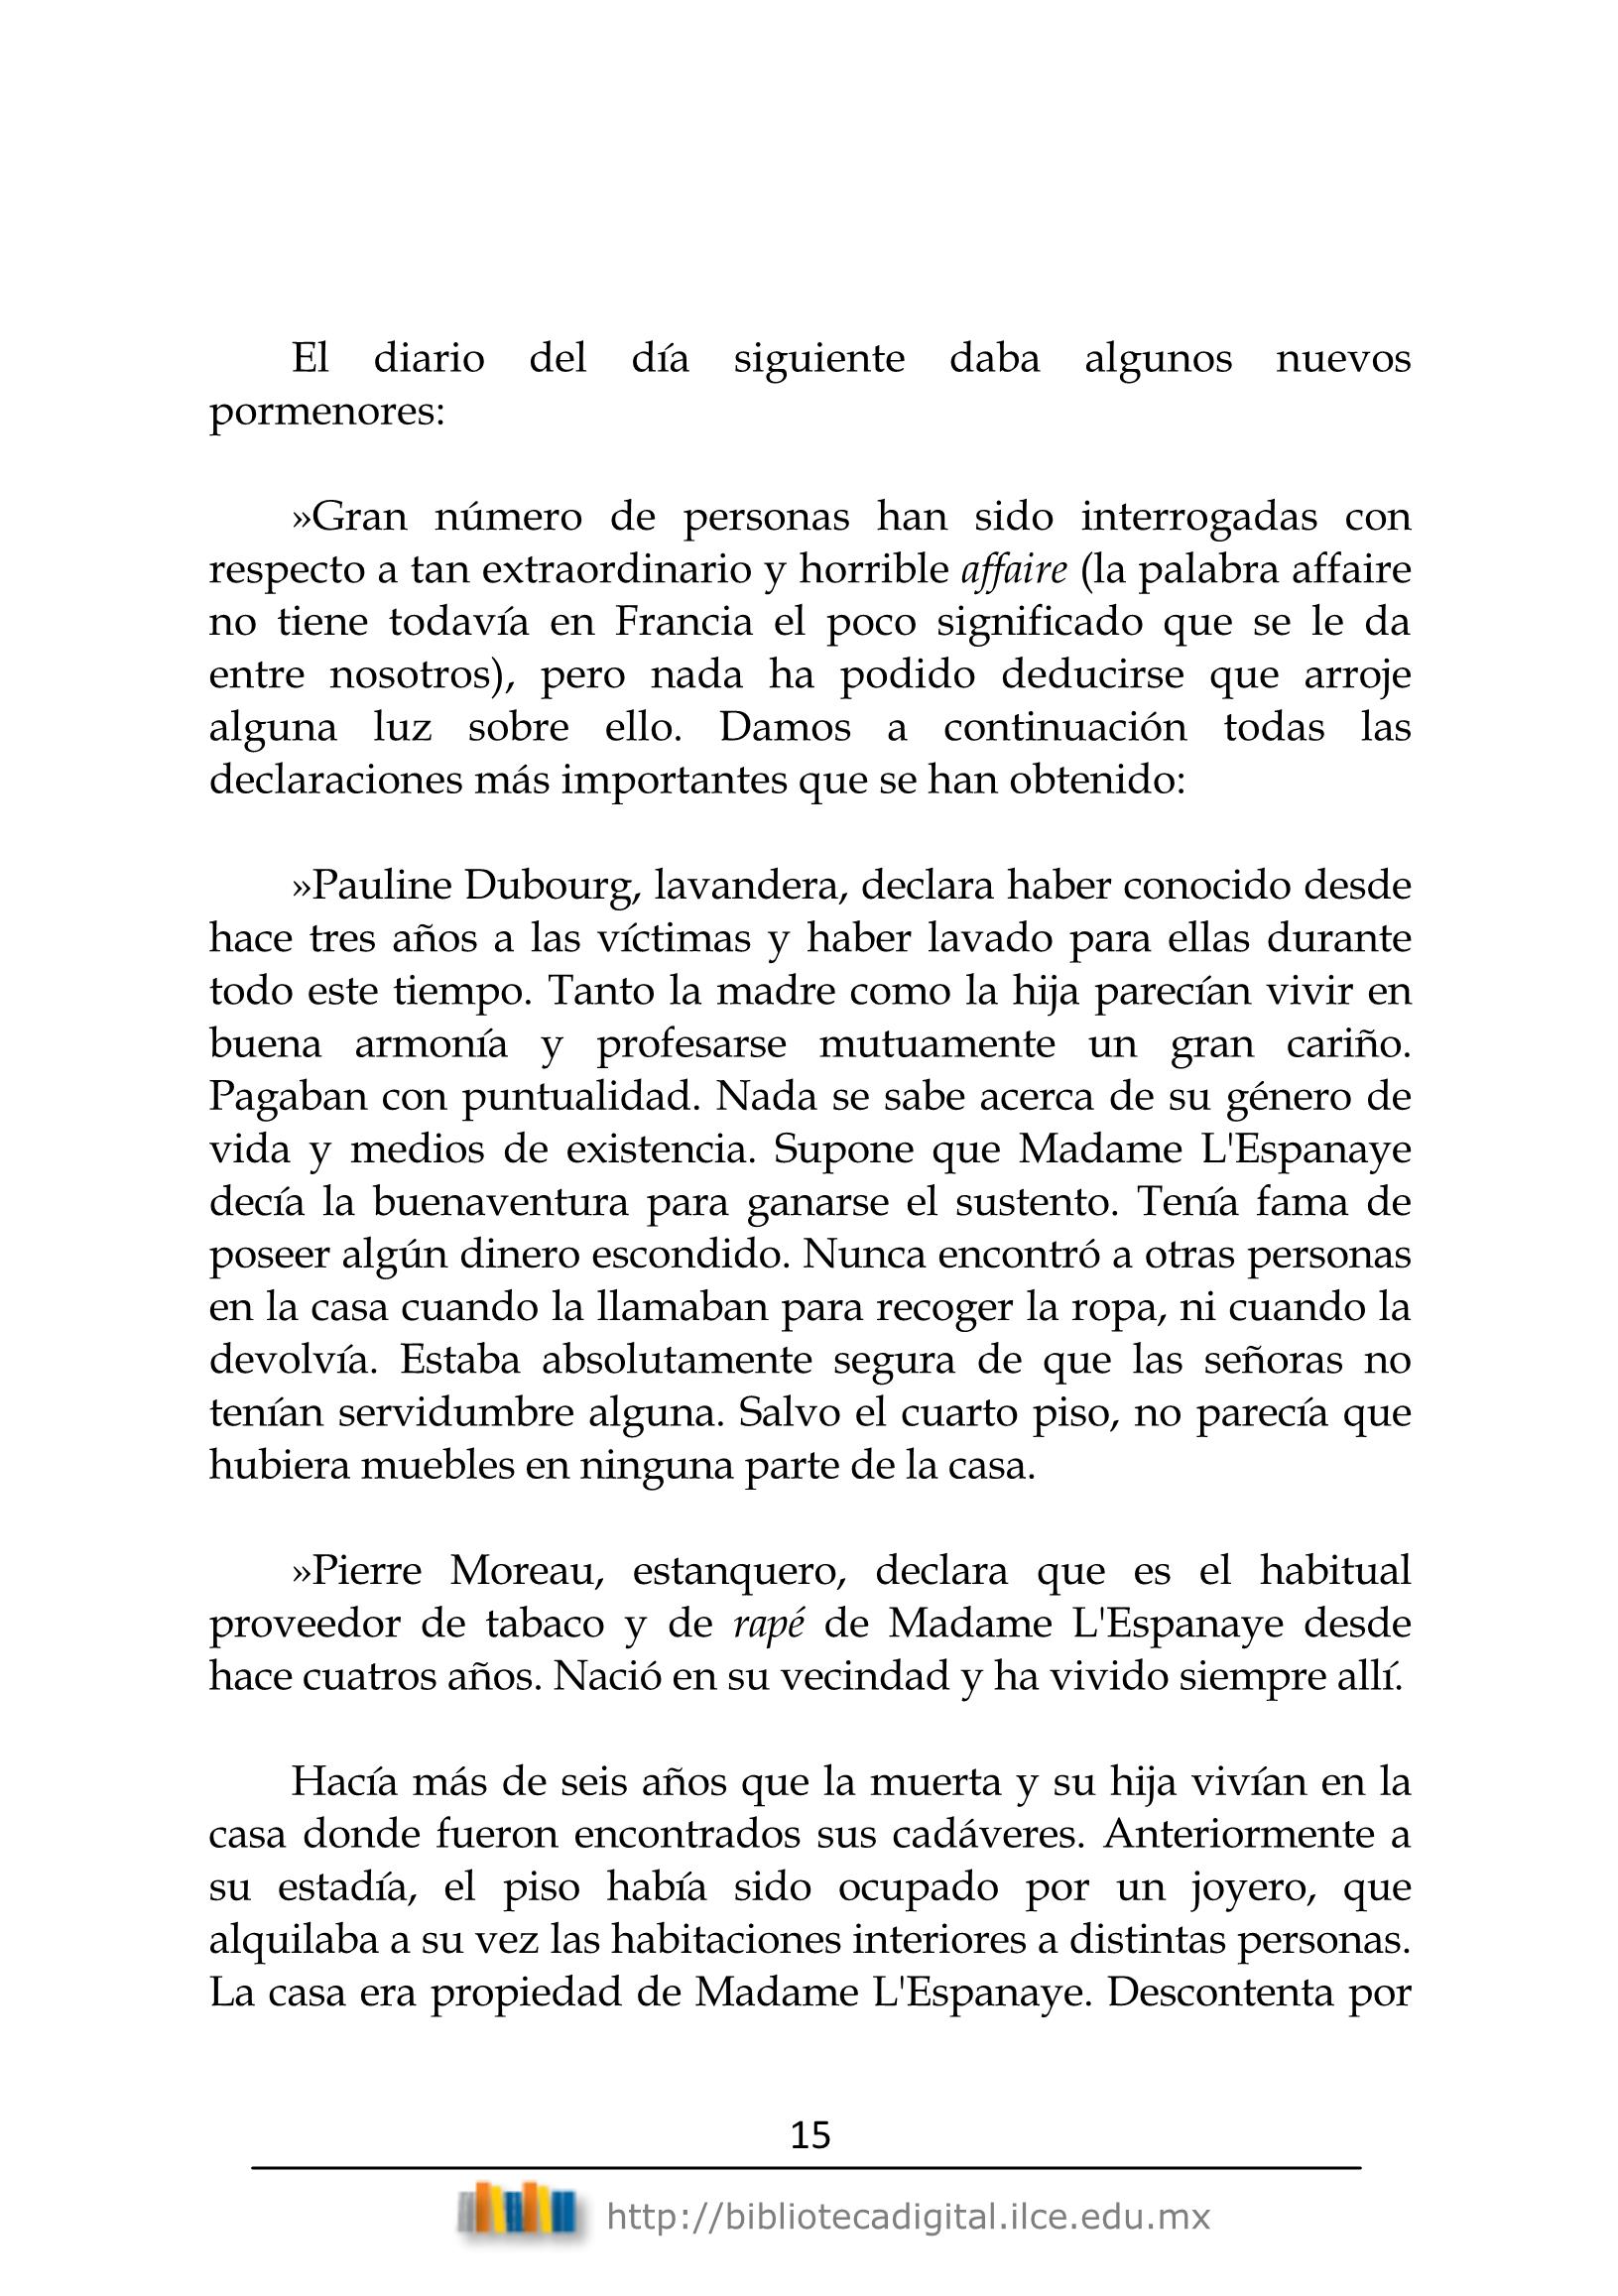 El diario del día siguiente daba algunos nuevos
pormenores:
»Gran número de personas han sido interrogadas con
respecto a tan extraordinario y horrible affaire (la palabra affaire
no tiene todavía en Francia el poco significado que se le da
entre nosotros), pero nada ha podido deducirse que arroje
alguna luz sobre ello. Damos a continuación todas las
declaraciones más importantes que se han obtenido:
»Pauline Dubourg, lavandera, declara haber conocido desde
hace tres años a las víctimas y haber lavado para ellas durante
todo este tiempo. Tanto la madre como la hija parecían vivir en
buena armonía y profesarse mutuamente un gran cariño.
Pagaban con puntualidad. Nada se sabe acerca de su género de
vida y medios de existencia. Supone que Madame L'Espanaye
decía la buenaventura para ganarse el sustento. Tenía fama de
poseer algún dinero escondido. Nunca encontró a otras personas
en la casa cuando la llamaban para recoger la ropa, ni cuando la
devolvía. Estaba absolutamente segura de que las señoras no
tenían servidumbre alguna. Salvo el cuarto piso, no parecía que
hubiera muebles en ninguna parte de la casa.
»Pierre Moreau, estanquero, declara que es el habitual
proveedor de tabaco y de rapé de Madame L'Espanaye desde
hace cuatros años. Nació en su vecindad y ha vivido siempre allí.
Hacía más de seis años que la muerta y su hija vivían en la
casa donde fueron encontrados sus cadáveres. Anteriormente a
su estadía, el piso había sido ocupado por un joyero, que
alquilaba a su vez las habitaciones interiores a distintas personas.
La casa era propiedad de Madame L'Espanaye. Descontenta por
15
http://bibliotecadigital.ilce.edu.mx